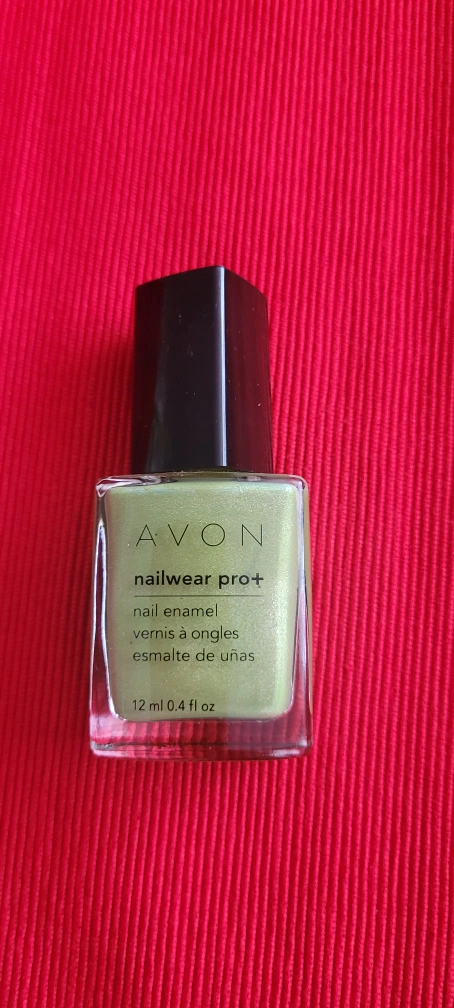 AVON
nailwear pro+
nail enamel
vernis à ongles
esmalte de uñas
12 ml 0.4 fl oz